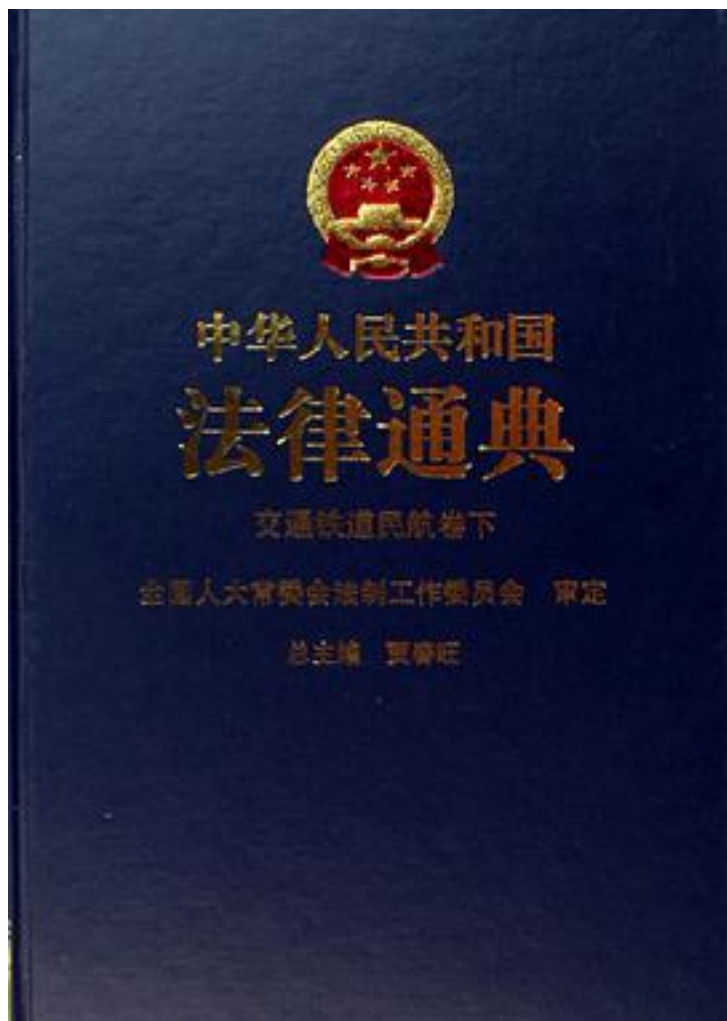 中华人民共和国
法律通典
交通铁道民航卷下
全国人大常委会法制工作委员会 审定
总主编 贾春旺